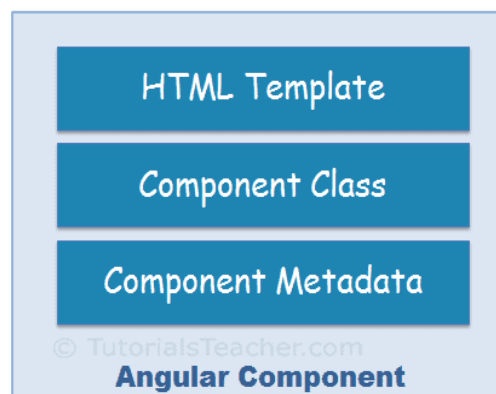 HTML Template
Component Class
Component Metadata
© TutorialsTeacher.com
Angular Component